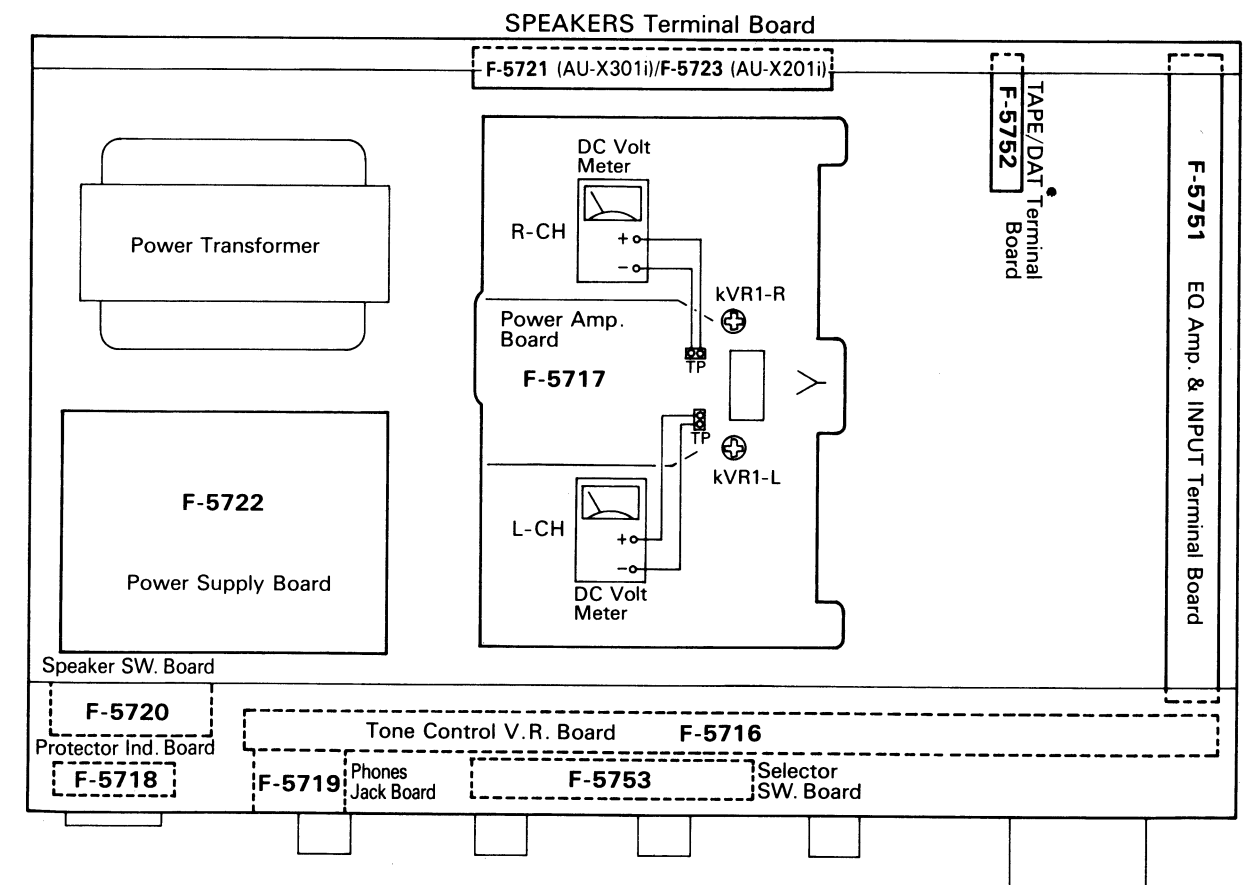 SPEAKERS Terminal Board
F-5721 (AU-X301i)/F-5723 (AU-X201i)
TAPE/DAT Terminal
Board
F-5752
F-5751 EQ Amp. & INPUT Terminal Board
Power Transformer
DC Volt
Meter
R-CH
+
−
kVR1-R
Power Amp.
Board
F-5717
TP
TP
kVR1-L
L-CH
+
−
DC Volt
Meter
F-5722
Power Supply Board
Speaker SW. Board
F-5720
Tone Control V.R. Board F-5716
Protector Ind. Board
F-5718
F-5719
Phones
Jack Board
F-5753
Selector
SW. Board